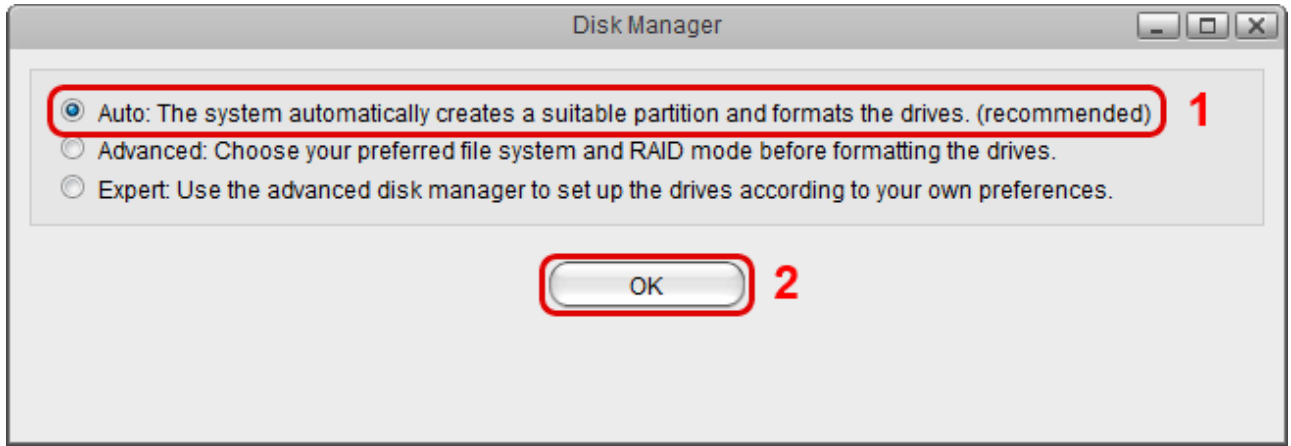 Disk Manager
Auto: The system automatically creates a suitable partition and formats the drives. (recommended) 1
Advanced: Choose your preferred file system and RAID mode before formatting the drives.
Expert: Use the advanced disk manager to set up the drives according to your own preferences.
OK 2